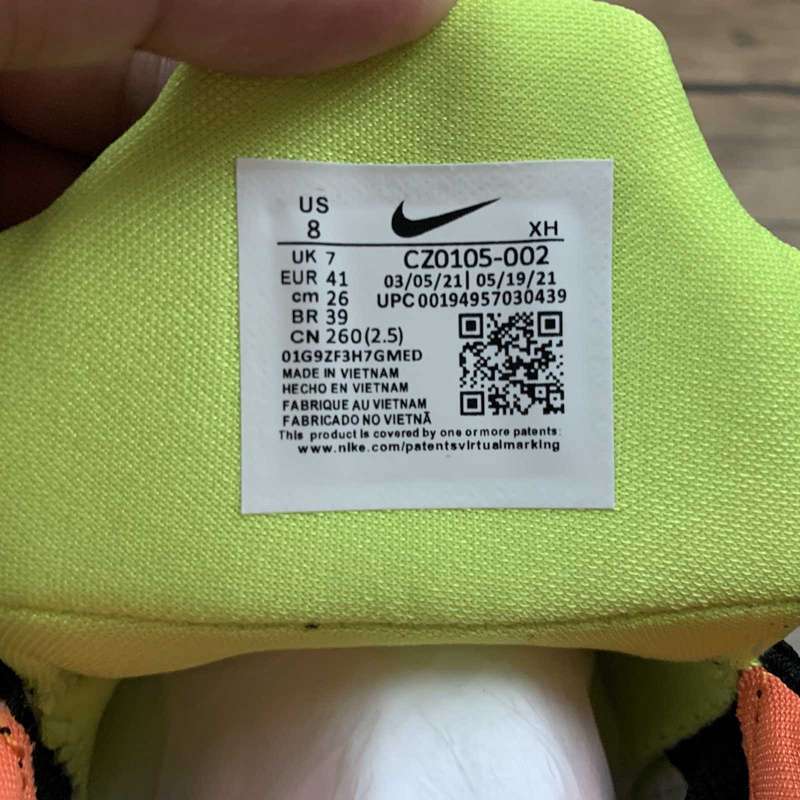 US
8
XH
UK 7
CZ0105-002
EUR 41
03/05/21| 05/19/21
cm 26
UPC 00194957030439
BR 39
CN 260(2.5)
01G9ZF3H7GMED
MADE IN VIETNAM
HECHO EN VIETNAM
FABRIQUE AU VIETNAM
FABRICADO NO VIETNÃ
This product is covered by one or more patents:
www.nike.com/patentsvirtualmarking